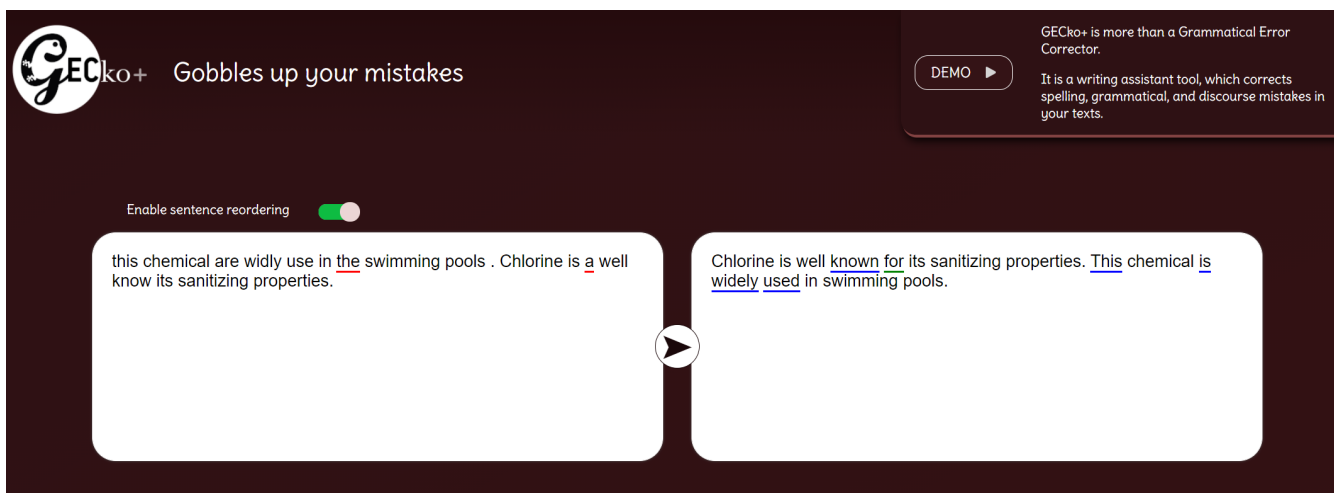 GECko+ Gobbles up your mistakes
DEMO
GECko+ is more than a Grammatical Error
Corrector.
It is a writing assistant tool, which corrects
spelling, grammatical, and discourse mistakes in
your texts.
Enable sentence reordering
this chemical are widly use in the swimming pools . Chlorine is a well
know its sanitizing properties.
Chlorine is well known for its sanitizing properties. This chemical is
widely used in swimming pools.